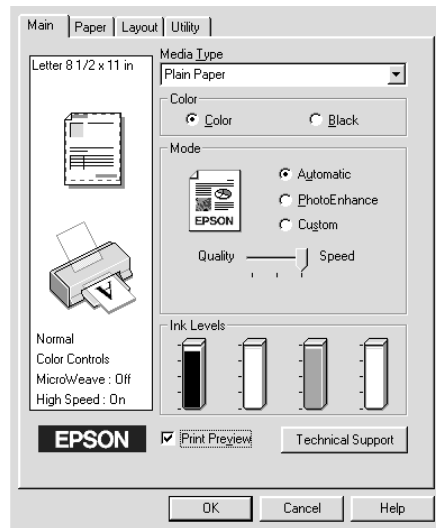 Main Paper Layout Utility
Letter 8 1/2 x 11 in
Media Type
Plain Paper
Color
Color Black
Mode
EPSON
Automatic
PhotoEnhance
Custom
Quality Speed
A
Normal
Color Controls
MicroWeave : Off
High Speed : On
Ink Levels
EPSON
Print Preview
Technical Support
OK Cancel Help